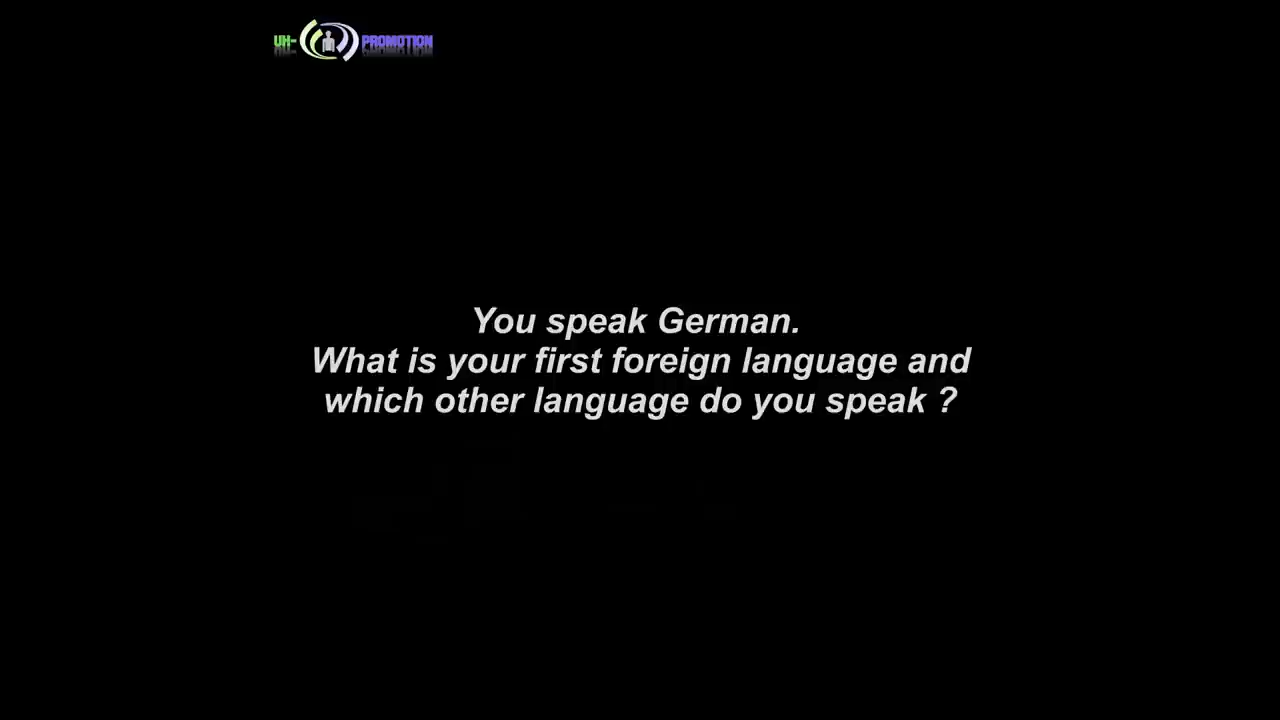 UH- PROMOTION
You speak German.
What is your first foreign language and
which other language do you speak ?